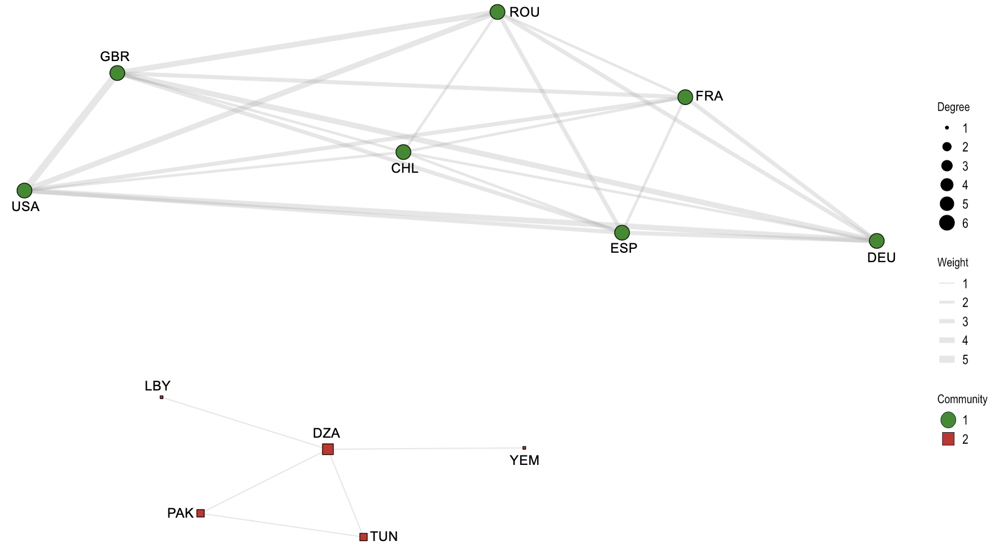 ROU
GBR
FRA
CHL
USA
ESP
DEU
LBY
DZA
YEM
PAK
TUN
Degree
1
2
3
4
5
6
Weight
1
2
3
4
5
Community
1
2